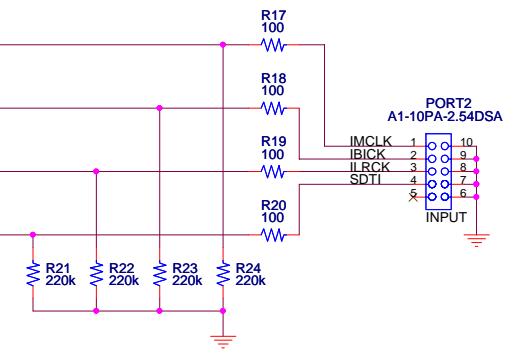 R17
100
R18
100
PORT2
A1-10PA-2.54DSA
R19
100
IMCLK 1 10
IBICK 2 9
ILRCK 3 8
SDTI 4 7
5 6
R20
100
INPUT
R21
220k
R22
220k
R23
220k
R24
220k